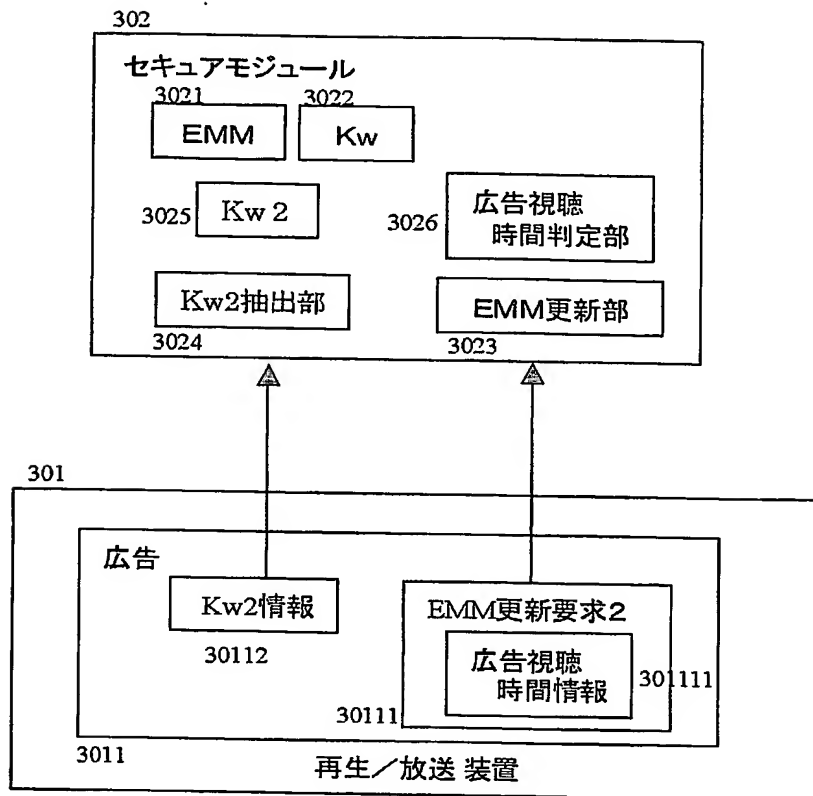 302
セキュアモジュール
3021
3022
EMM
Kw
3025
Kw 2
3026
広告視聴
時間判定部
Kw2抽出部
EMM更新部
3024
3023
301
広告
Kw2情報
30112
EMM更新要求2
広告視聴
時間情報
301111
30111
3011
再生／放送 装置